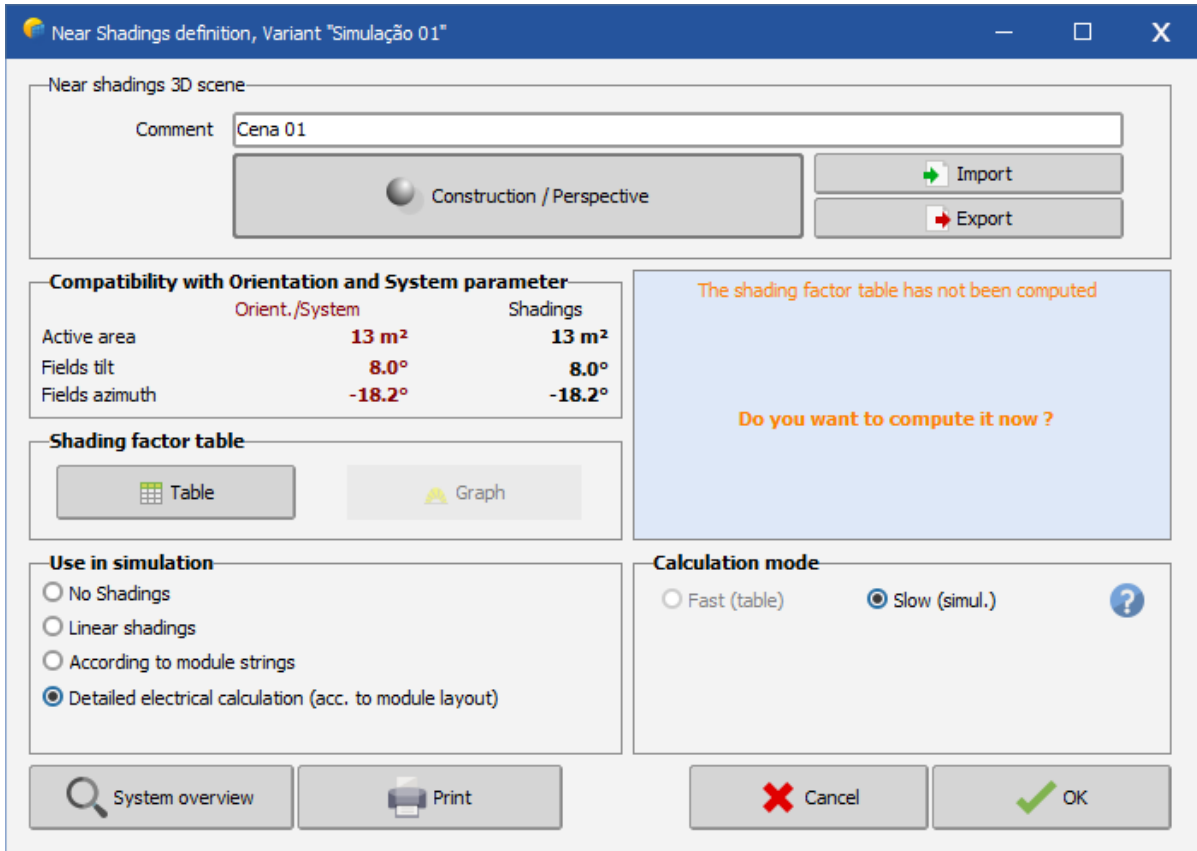 Near Shadings definition, Variant "Simulação 01"
Near shadings 3D scene
Comment Cena 01
Construction / Perspective
Import
Export
Compatibility with Orientation and System parameter
Orient./System Shadings
Active area 13 m² 13 m²
Fields tilt 8.0° 8.0°
Fields azimuth -18.2° -18.2°
The shading factor table has not been computed
Do you want to compute it now ?
Shading factor table
Table Graph
Use in simulation
No Shadings
Linear shadings
According to module strings
Detailed electrical calculation (acc. to module layout)
Calculation mode
Fast (table) Slow (simul.) ?
System overview Print Cancel OK